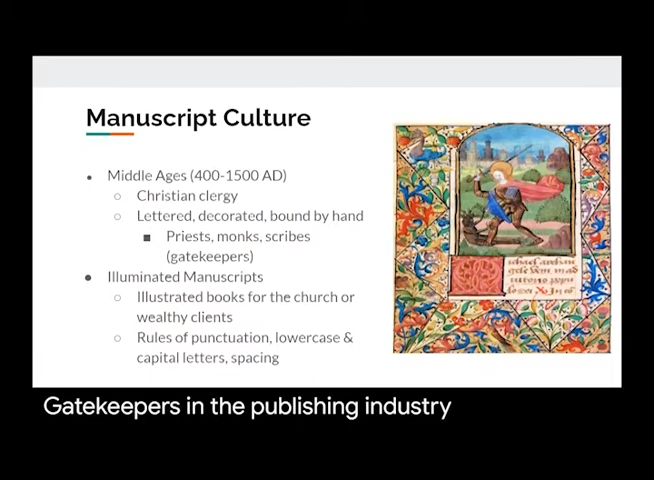 Manuscript Culture
● Middle Ages (400-1500 AD)
○ Christian clergy
○ Lettered, decorated, bound by hand
■ Priests, monks, scribes
(gatekeepers)
● Illuminated Manuscripts
○ Illustrated books for the church or
wealthy clients
○ Rules of punctuation, lowercase &
capital letters, spacing
Gatekeepers in the publishing industry